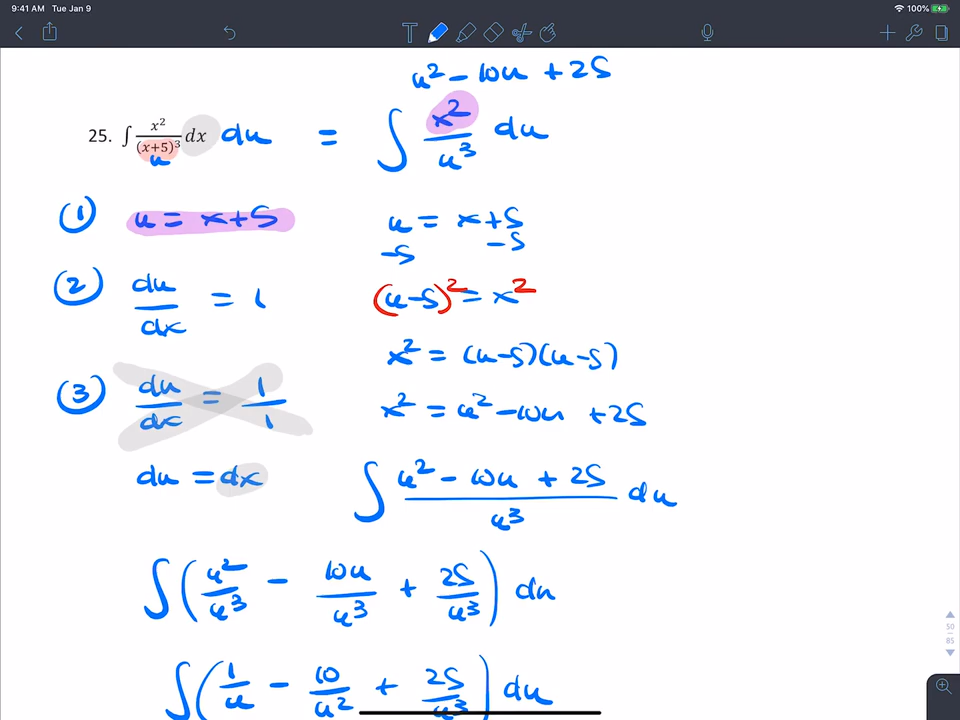 9:41 AM Tue Jan 9
100%
T
u² − 10u + 25
25. ∫ x²/(x+5)³ dx du = ∫ x²/u³ du
u
① u = x+5
u = x+5
−5 −5
② du/dx = 1
(u−5)² = x²
x² = (u−5)(u−5)
③ du/dx = 1/1
x² = u² − 10u + 25
du = dx
∫ (u² − 10u + 25)/u³ du
∫ (u²/u³ − 10u/u³ + 25/u³) du
∫ (1/u − 10/u² + 25/u³) du
50
85